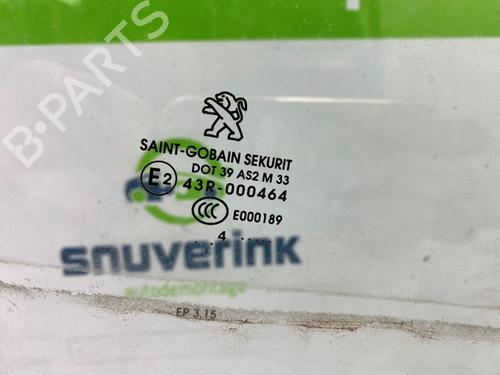 B-PARTS
SAINT-GOBAIN SEKURIT
DOT 39 AS2 M 33
E2 43R-000464
CCC E000189
.. 4 .....
snuverink
autodemontage
EP 3.15